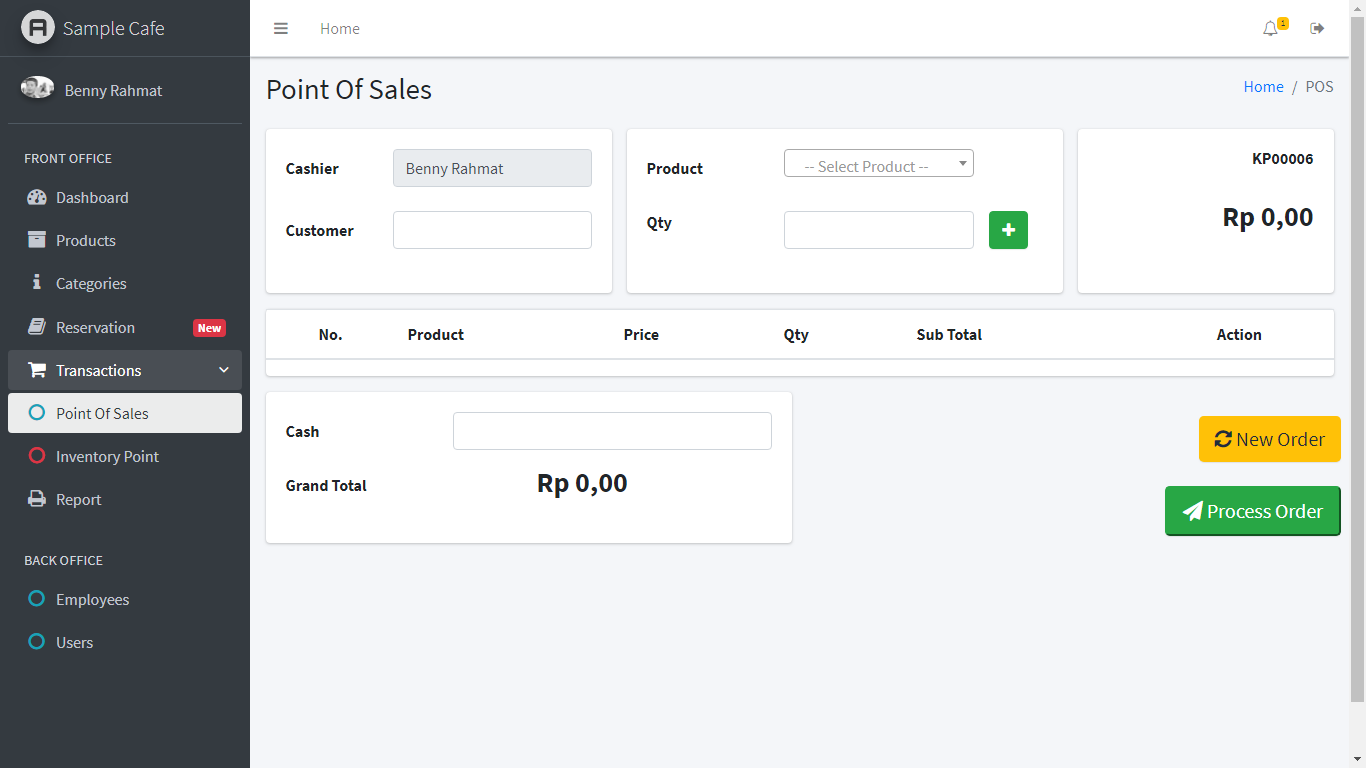 Sample Cafe
Benny Rahmat
FRONT OFFICE
Dashboard
Products
Categories
Reservation New
Transactions
Point Of Sales
Inventory Point
Report
BACK OFFICE
Employees
Users
Home
1
Point Of Sales
Home / POS
Cashier Benny Rahmat
Customer
Product -- Select Product --
Qty
KP00006
Rp 0,00
No. Product Price Qty Sub Total Action
Cash
Grand Total Rp 0,00
New Order
Process Order